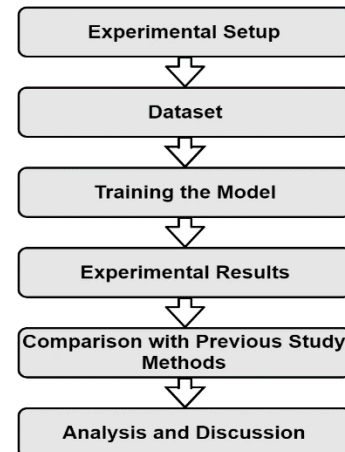 Experimental Setup
Dataset
Training the Model
Experimental Results
Comparison with Previous Study
Methods
Analysis and Discussion